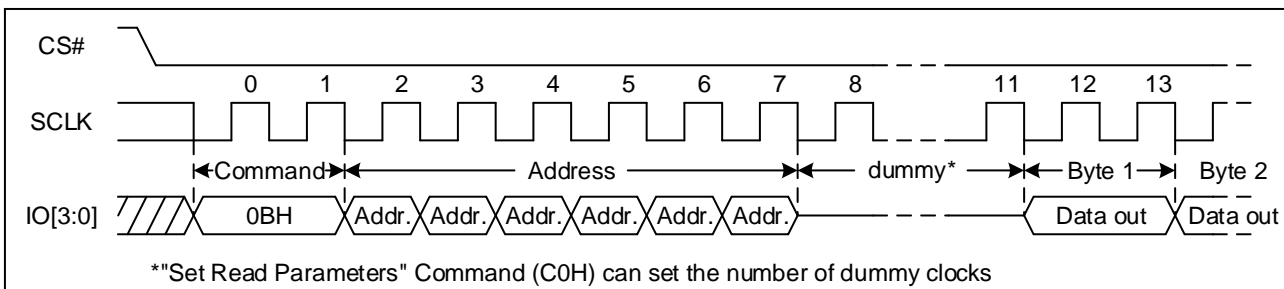 CS#
0 1 2 3 4 5 6 7 8 11 12 13
SCLK
Command Address dummy* Byte 1 Byte 2
IO[3:0] 0BH Addr. Addr. Addr. Addr. Addr. Addr. Data out Data out
*"Set Read Parameters" Command (C0H) can set the number of dummy clocks